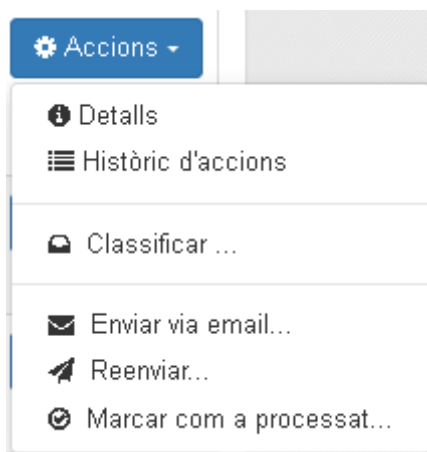 Accions
Detalls
Històric d'accions
Classificar ...
Enviar via email...
Reenviar...
Marcar com a processat...